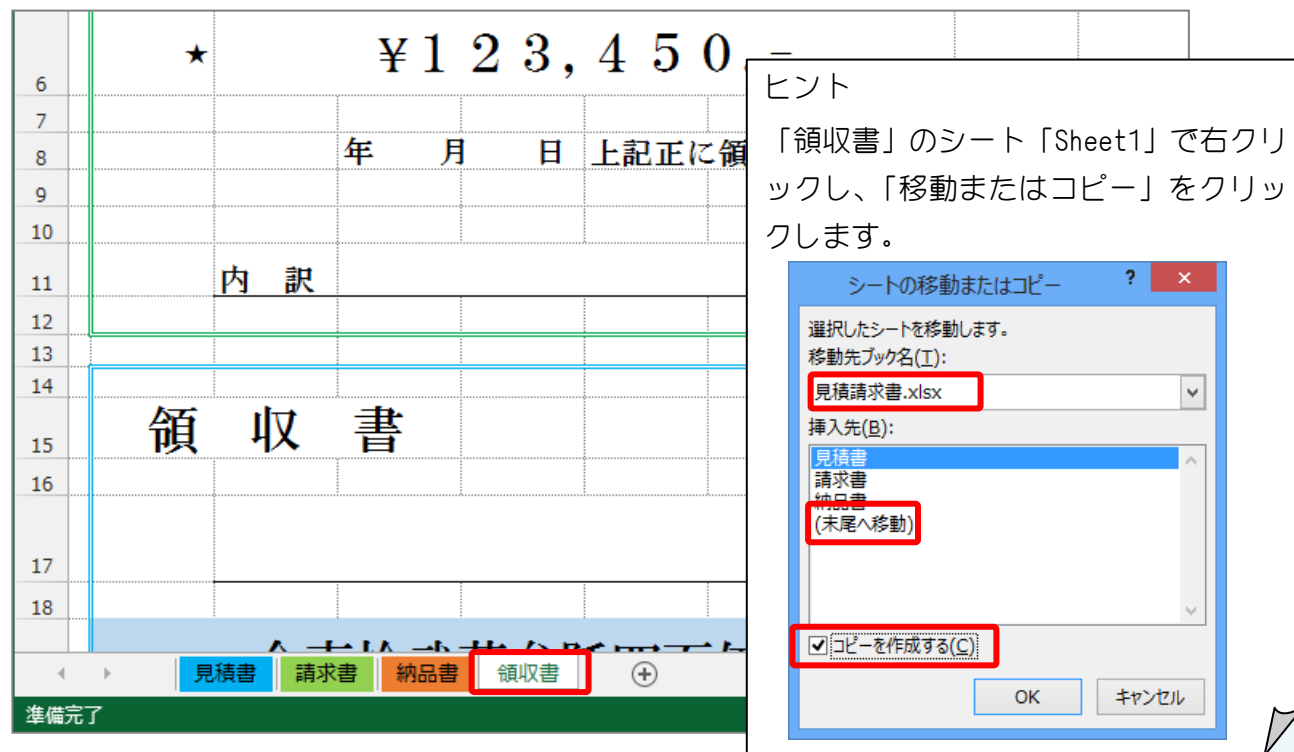 6
★
¥１２３,４５０.－
7
8
年　月　日
上記正に領
9
10
11
内　訳
12
13
14
15
領　収　書
16
17
18
見積書
請求書
納品書
領収書
準備完了
ヒント
「領収書」のシート「Sheet1」で右クリ
ックし、「移動またはコピー」をクリッ
クします。
シートの移動またはコピー
?
×
選択したシートを移動します。
移動先ブック名(T):
見積請求書.xlsx
挿入先(B):
見積書
請求書
納品書
(末尾へ移動)
コピーを作成する(C)
OK
キャンセル